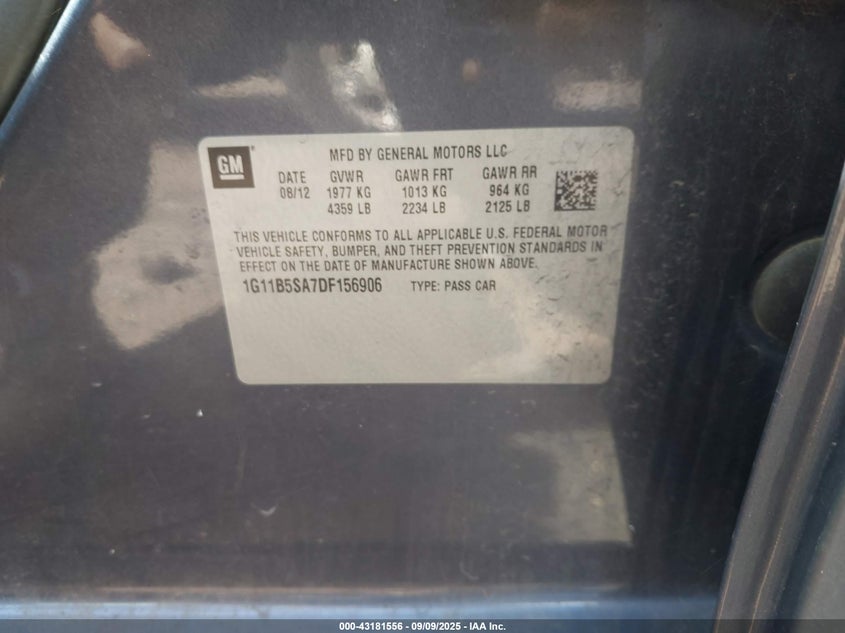 GM
MFD BY GENERAL MOTORS LLC
DATE GVWR GAWR FRT GAWR RR
08/12 1977 KG 1013 KG 964 KG
4359 LB 2234 LB 2125 LB
THIS VEHICLE CONFORMS TO ALL APPLICABLE U.S. FEDERAL MOTOR
VEHICLE SAFETY, BUMPER, AND THEFT PREVENTION STANDARDS IN
EFFECT ON THE DATE OF MANUFACTURE SHOWN ABOVE.
1G11B5SA7DF156906 TYPE: PASS CAR
000-43181556 - 09/09/2025 - IAA Inc.